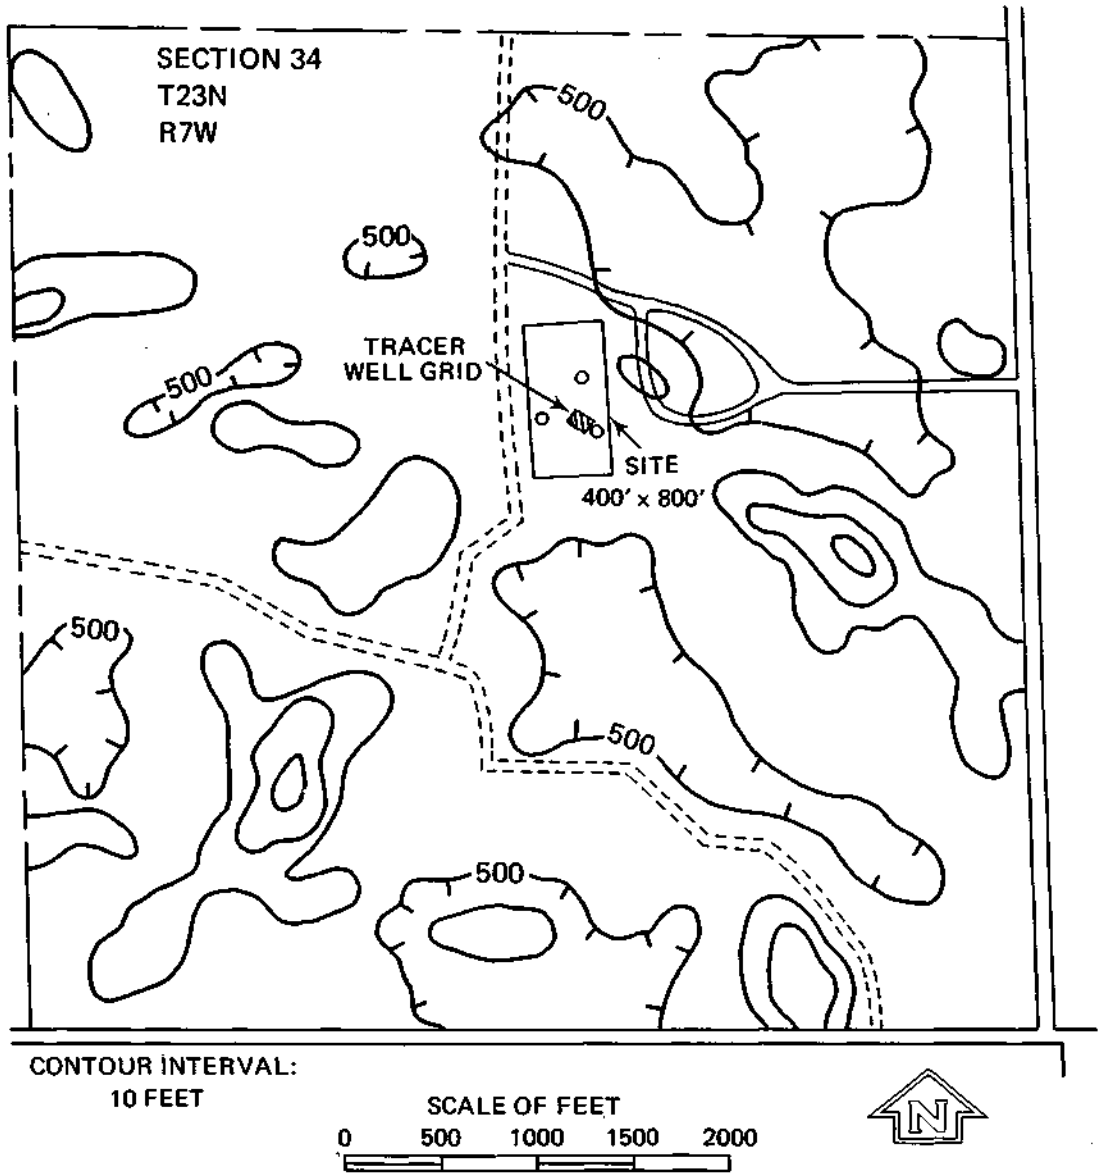 SECTION 34
T23N
R7W
500
500
TRACER
WELL GRID
500
SITE
400' x 800'
500
500
500
CONTOUR INTERVAL:
10 FEET
SCALE OF FEET
0 500 1000 1500 2000
N